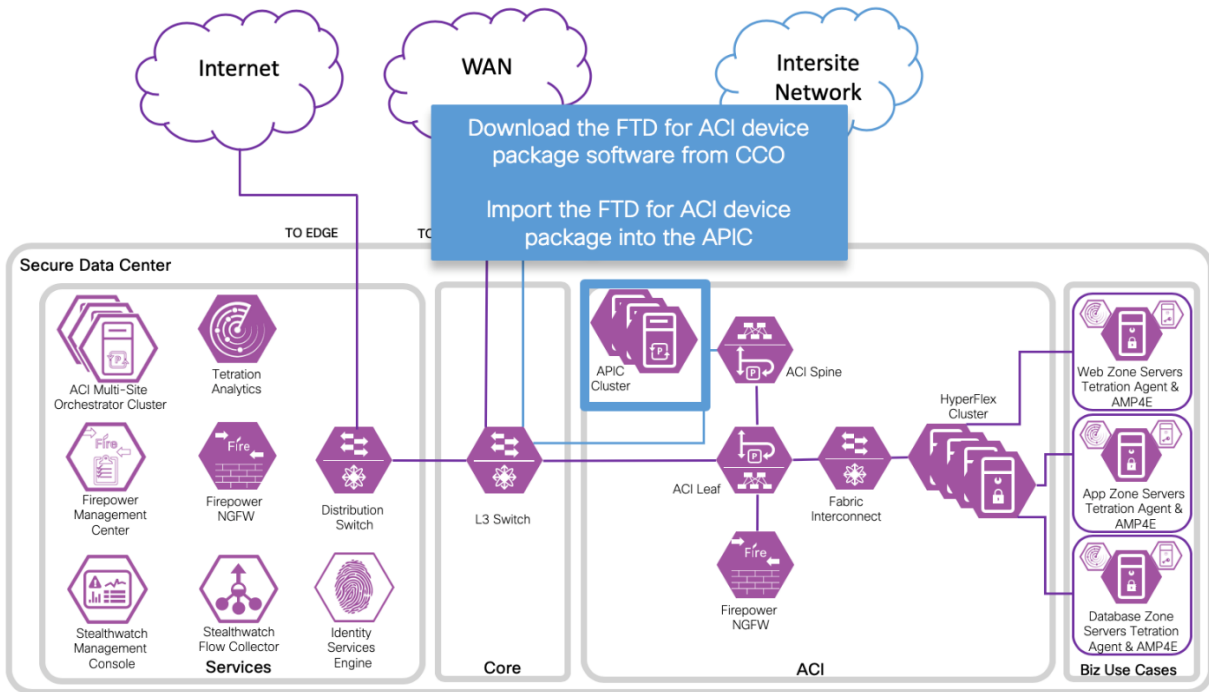 Internet
WAN
Intersite
Network
Download the FTD for ACI device
package software from CCO
Import the FTD for ACI device
package into the APIC
TO EDGE
Secure Data Center
ACI Multi-Site
Orchestrator Cluster
Tetration
Analytics
Fire
Firepower
Management
Center
Fire
Firepower
NGFW
Distribution
Switch
Stealthwatch
Management
Console
Stealthwatch
Flow Collector
Identity
Services
Engine
Services
L3 Switch
Core
APIC
Cluster
P
ACI Spine
P
ACI Leaf
Fire
Firepower
NGFW
Fabric
Interconnect
HyperFlex
Cluster
ACI
Web Zone Servers
Tetration Agent &
AMP4E
App Zone Servers
Tetration Agent &
AMP4E
Database Zone
Servers Tetration
Agent & AMP4E
Biz Use Cases